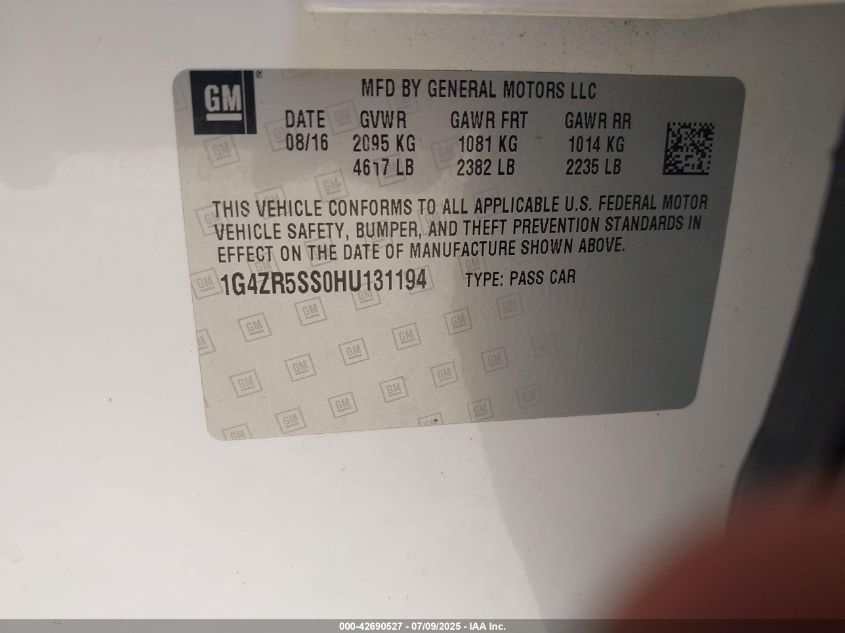 GM
MFD BY GENERAL MOTORS LLC
DATE GVWR GAWR FRT GAWR RR
08/16 2095 KG 1081 KG 1014 KG
4617 LB 2382 LB 2235 LB
THIS VEHICLE CONFORMS TO ALL APPLICABLE U.S. FEDERAL MOTOR
VEHICLE SAFETY, BUMPER, AND THEFT PREVENTION STANDARDS IN
EFFECT ON THE DATE OF MANUFACTURE SHOWN ABOVE.
1G4ZR5SS0HU131194 TYPE: PASS CAR
000-42690527 - 07/09/2025 - IAA Inc.